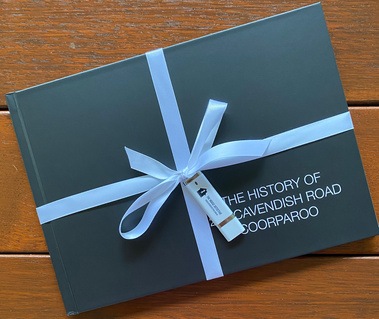 THE HISTORY OF
CAVENDISH ROAD
COORPAROO